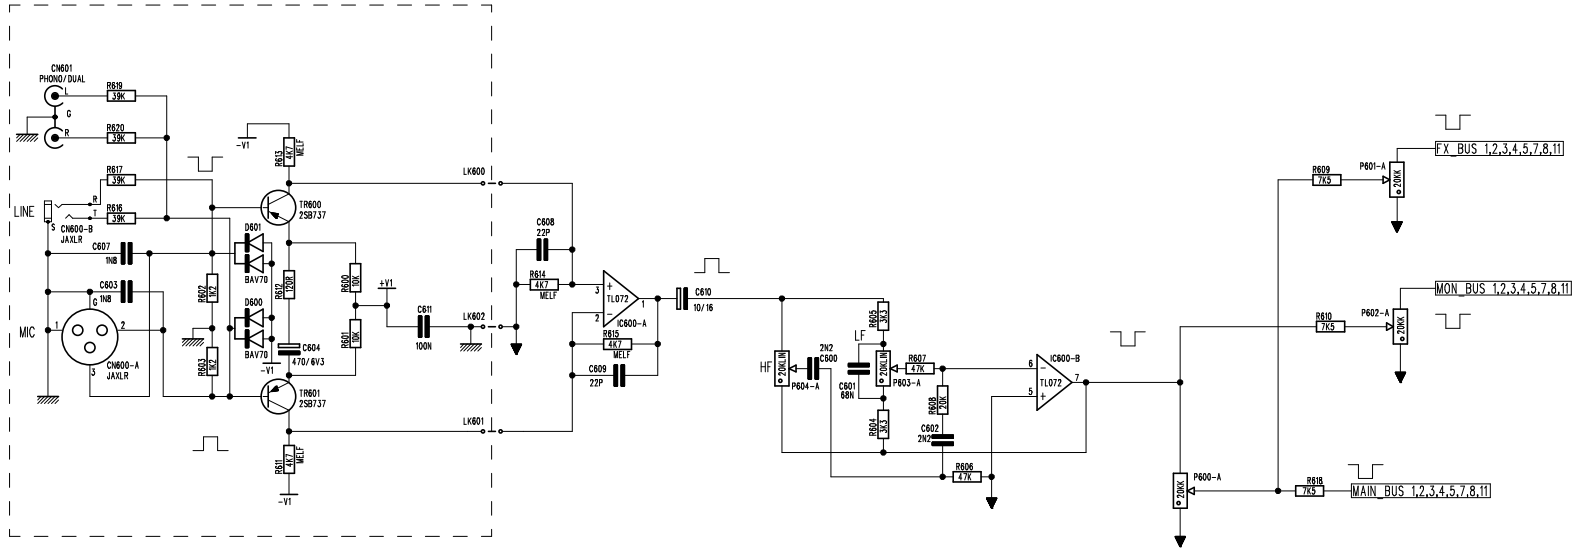 CN601
PHONO/DUAL
L
G
R
R619
39K
R620
39K
R617
39K
R616
39K
LINE
R
T
S
CN600-B
JAXLR
C607
1N8
C603
1N8
MIC
G
1
2
3
CN600-A
JAXLR
R602
1K2
R603
1K2
D601
BAV70
D600
BAV70
-V1
-V1
R613
4K7
MELF
TR600
2SB737
R612
120R
C604
470/6V3
TR601
2SB737
R611
4K7
MELF
-V1
R600
10K
R601
10K
+V1
C611
100N
LK600
LK602
LK601
C608
22P
R614
4K7
MELF
3
+
2
-
1
TL072
IC600-A
R615
4K7
MELF
C609
22P
C610
10/16
HF
20KLIN
P604-A
2N2
C600
LF
R605
3K3
C601
68N
20KLIN
P603-A
R604
3K3
R607
47K
R608
20K
C602
2N2
R606
47K
IC600-B
6
-
5
+
7
TL072
P600-A
20KK
R609
7K5
P601-A
20KK
FX_BUS 1,2,3,4,5,7,8,11
R610
7K5
P602-A
20KK
MON_BUS 1,2,3,4,5,7,8,11
R618
7K5
MAIN_BUS 1,2,3,4,5,7,8,11